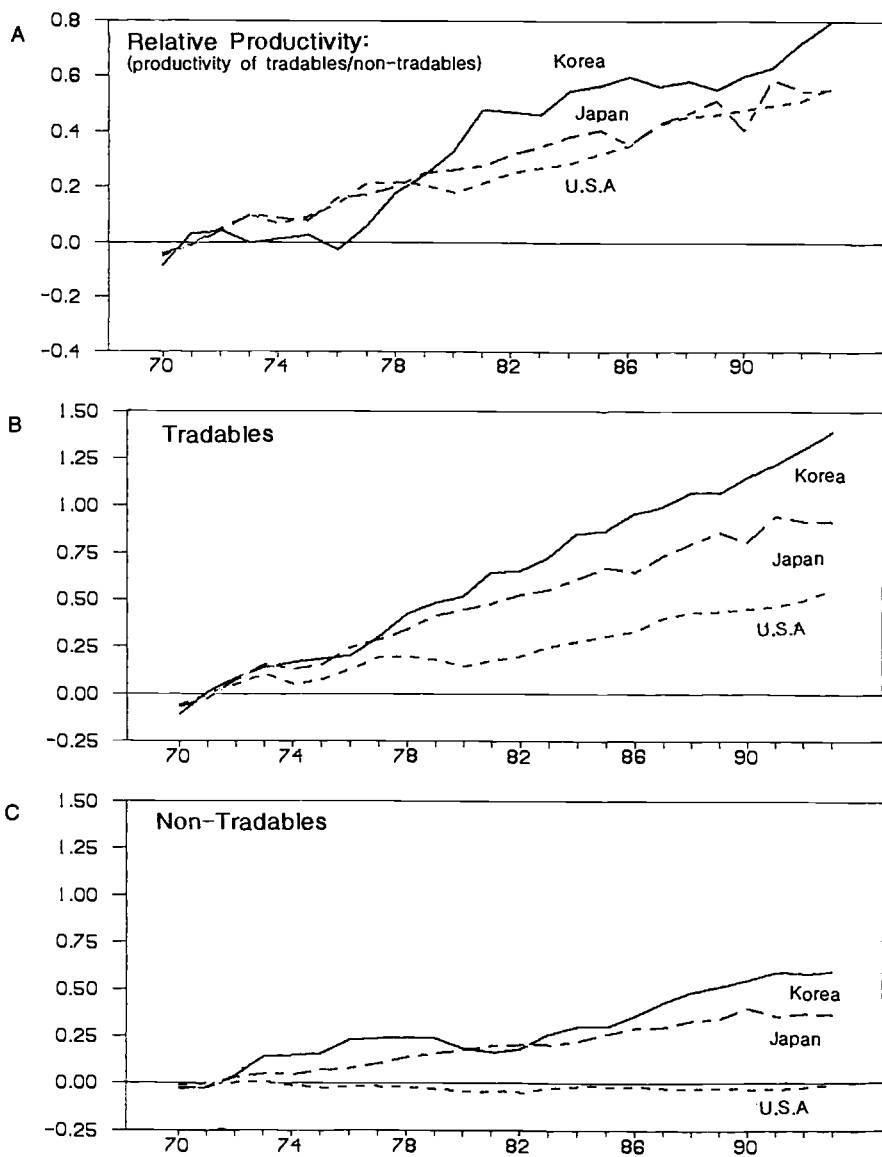 A
Relative Productivity:
(productivity of tradables/non-tradables)
Korea
Japan
U.S.A
0.8
0.6
0.4
0.2
0.0
-0.2
-0.4
70 74 78 82 86 90
B
Tradables
Korea
Japan
U.S.A
1.50
1.25
1.00
0.75
0.50
0.25
0.00
-0.25
70 74 78 82 86 90
C
Non-Tradables
Korea
Japan
U.S.A
1.50
1.25
1.00
0.75
0.50
0.25
0.00
-0.25
70 74 78 82 86 90